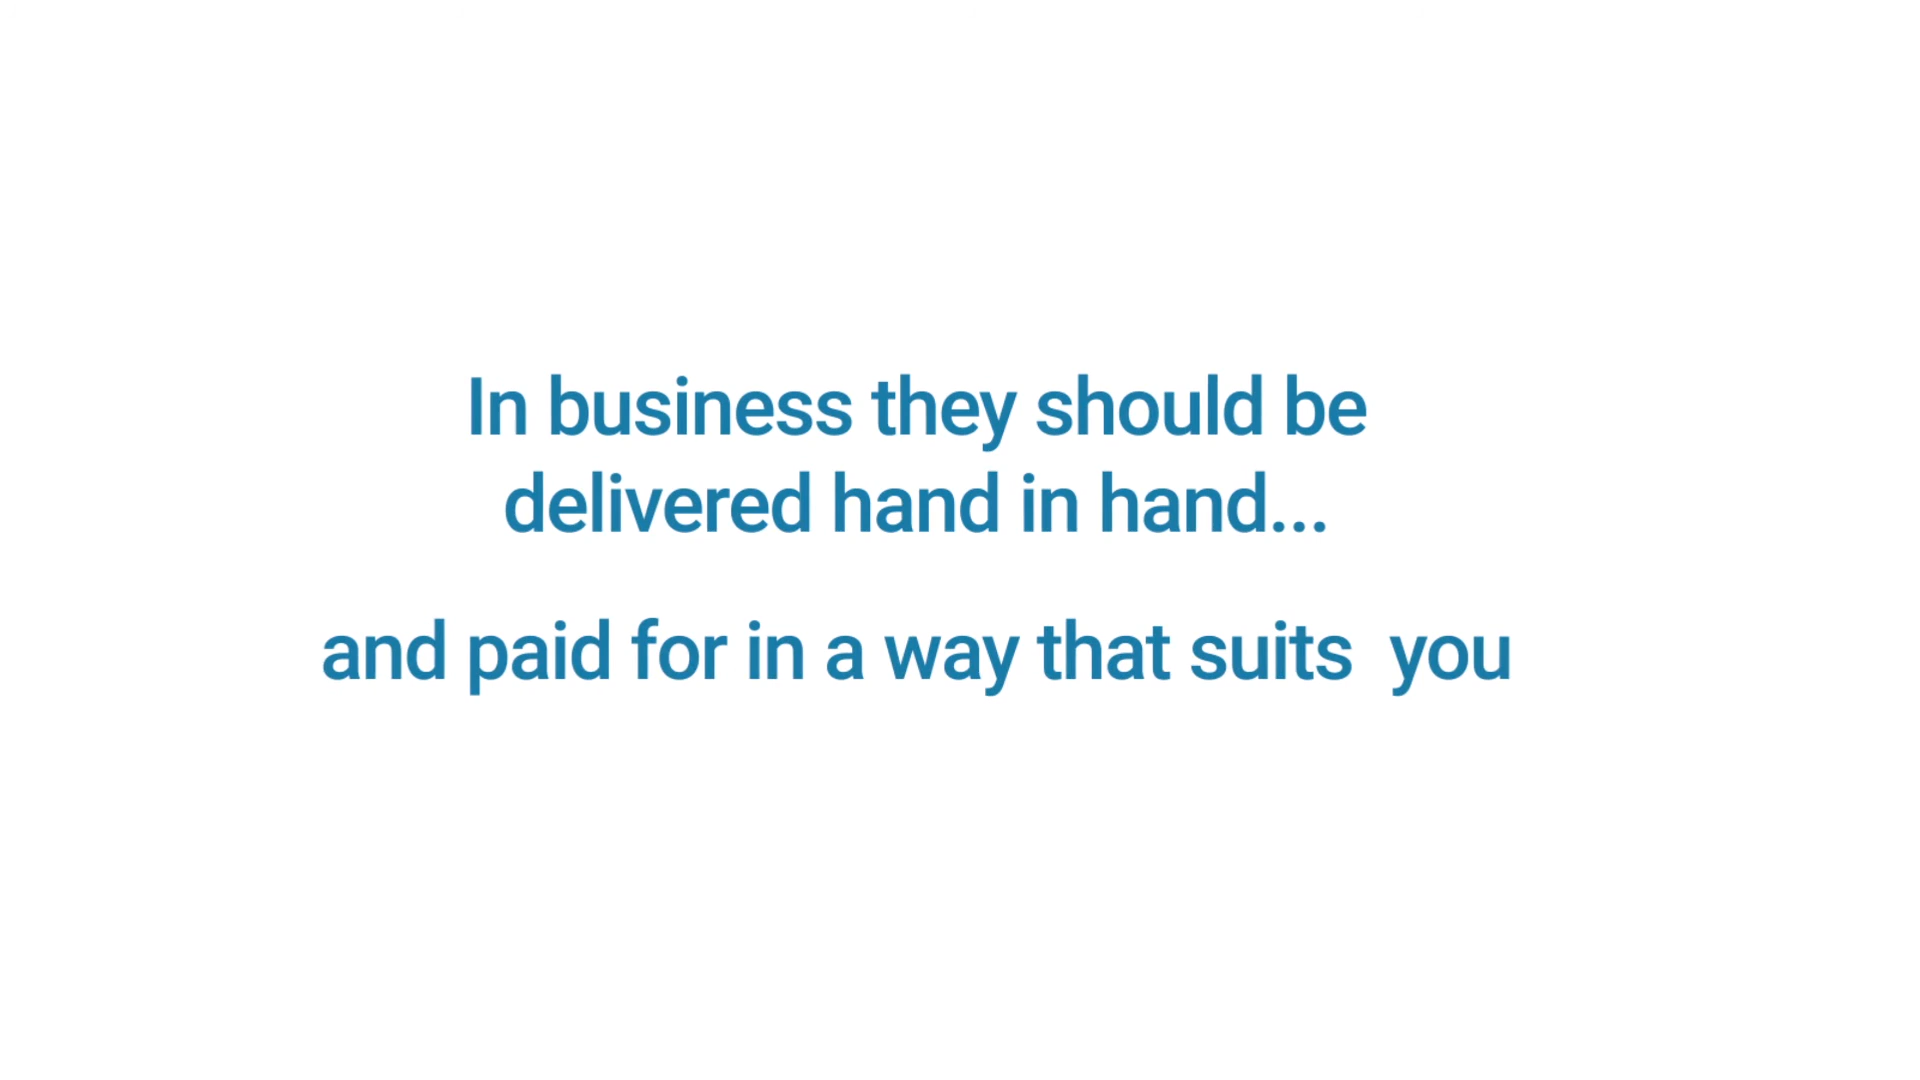 In business they should be
delivered hand in hand...
and paid for in a way that suits  you